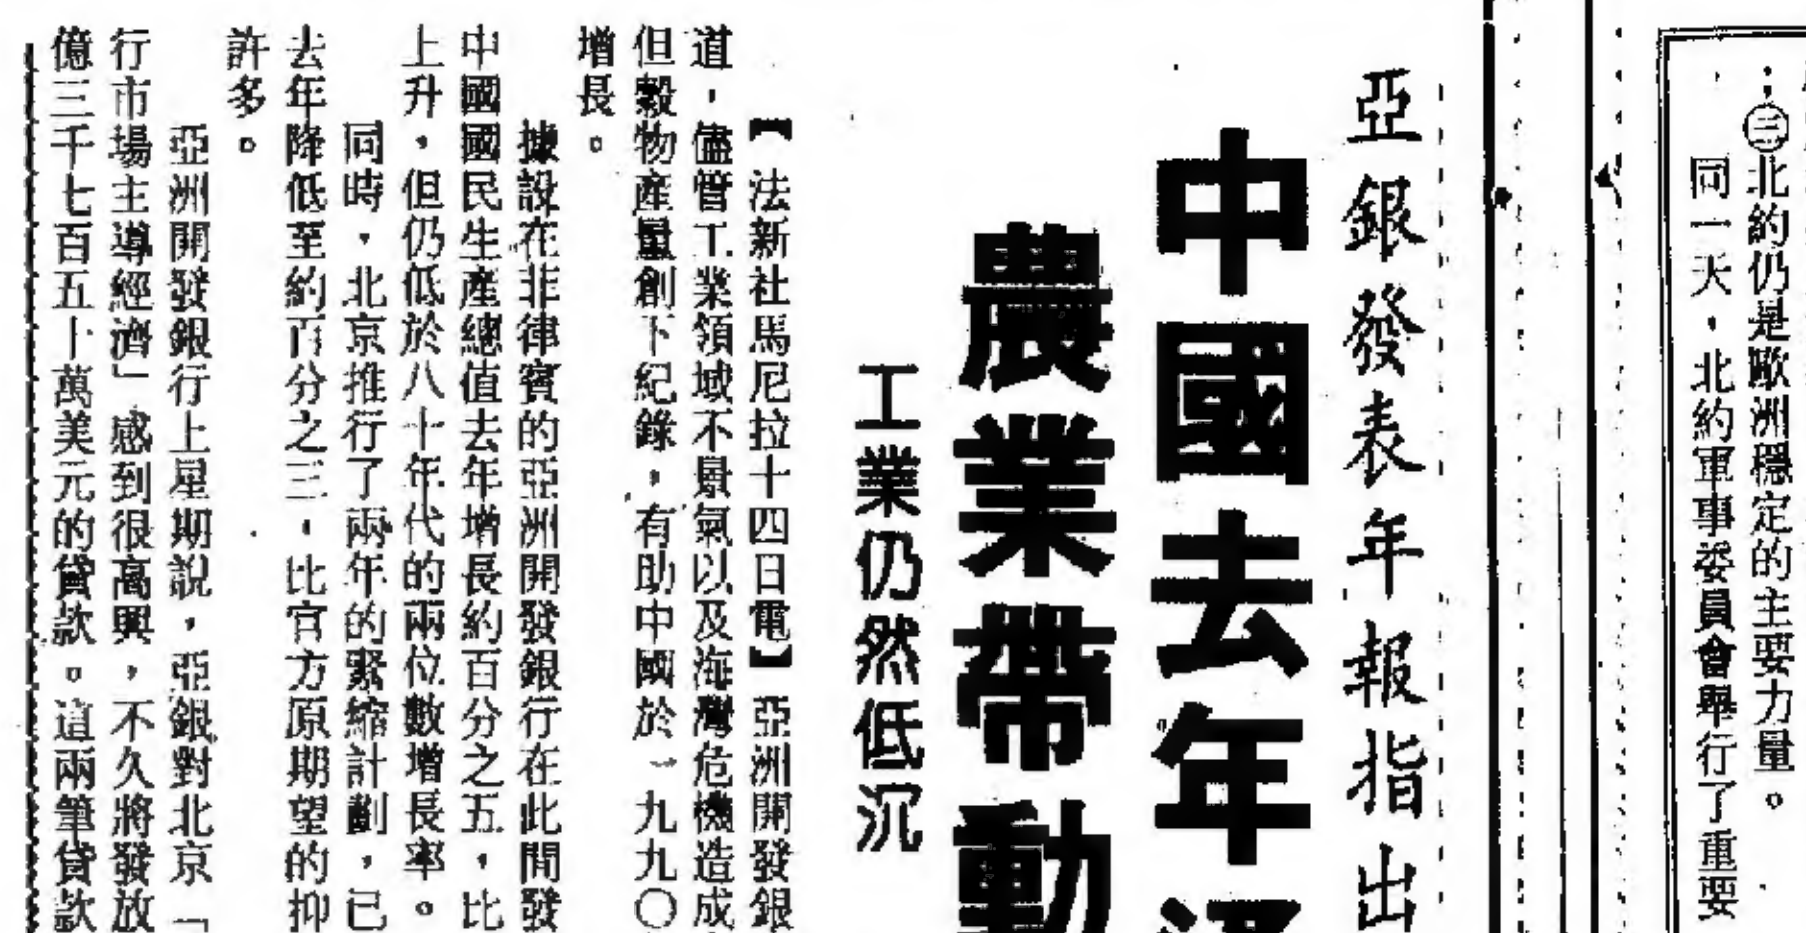 ；㊂北約仍是歐洲穩定的主要力量。
同一天，北約軍事委員會舉行了重要
亞銀發表年報指出
中國去年
農業帶動
工業仍然低沉
【法新社馬尼拉十四日電】亞洲開發銀
道，儘管工業領域不景氣以及海灣危機造成
但穀物產量創下紀錄，有助中國於一九九〇
增長。
據設在非律賓的亞洲開發銀行在此間發
中國國民生產總值去年增長約百分之五，比
上升，但仍低於八十年代的兩位數增長率。
同時，北京推行了兩年的緊縮計劃，已
去年降低至約百分之三，比官方原期望的抑
許多。
亞洲開發銀行上星期說，亞銀對北京「
行市場主導經濟」感到很高興，不久將發放
億三千七百五十萬美元的貸款。這兩筆貸款